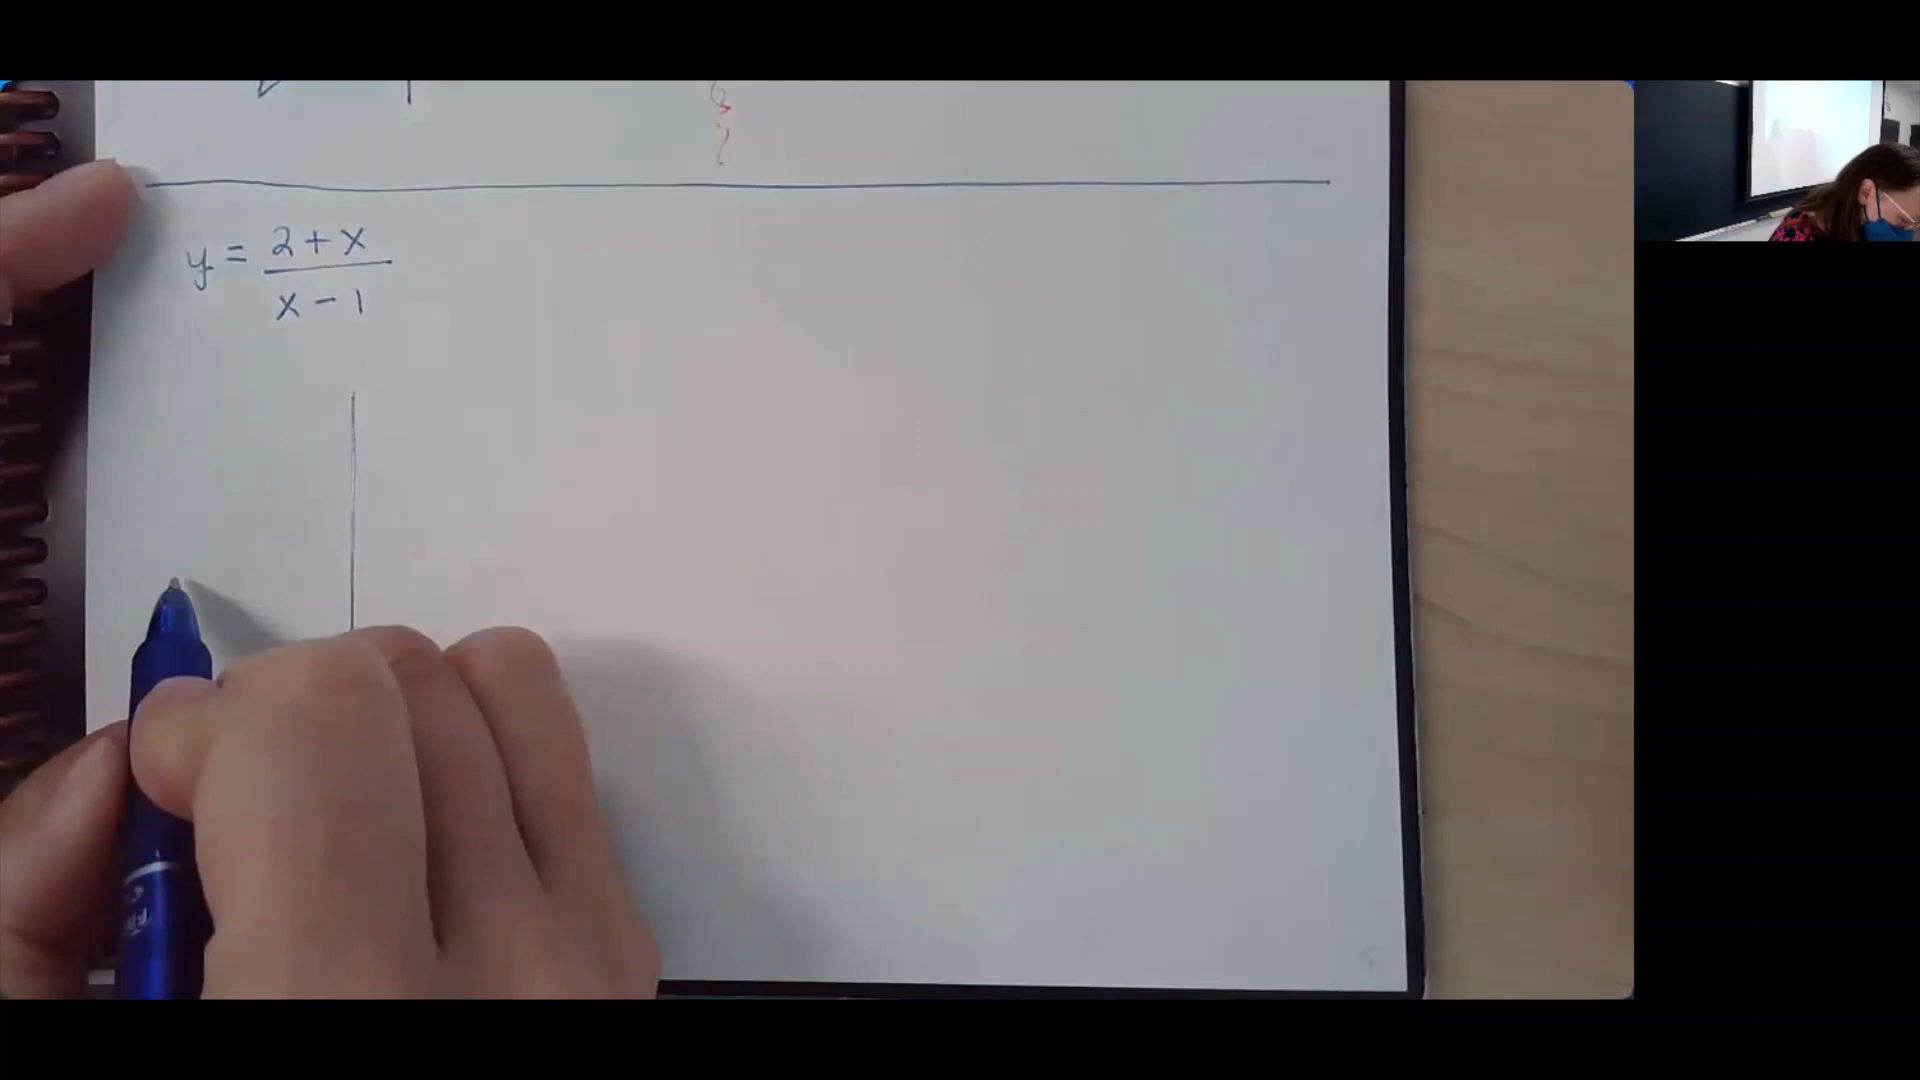 y = 2 + x
x - 1